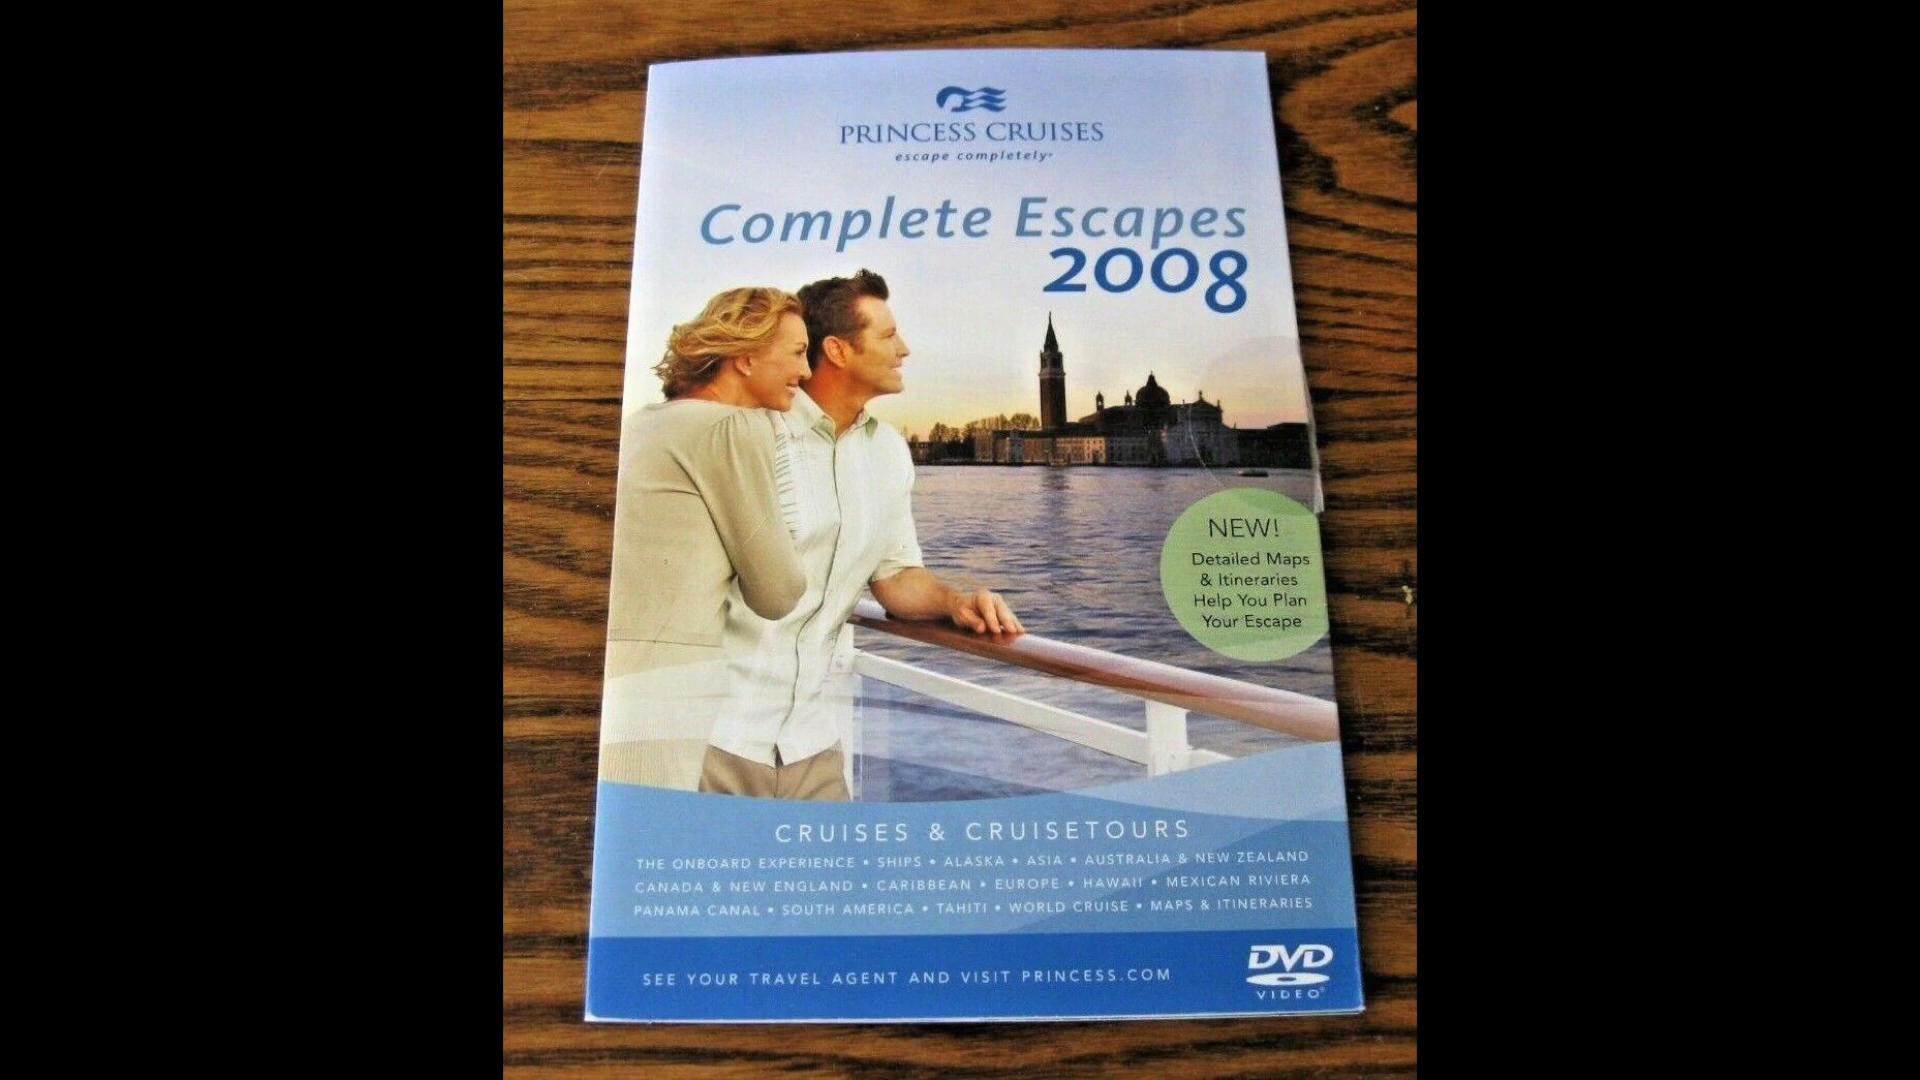 PRINCESS CRUISES
escape completely®
Complete Escapes
2008
NEW!
Detailed Maps
& Itineraries
Help You Plan
Your Escape
CRUISES & CRUISETOURS
THE ONBOARD EXPERIENCE • SHIPS • ALASKA • ASIA • AUSTRALIA & NEW ZEALAND
CANADA & NEW ENGLAND • CARIBBEAN • EUROPE • HAWAII • MEXICAN RIVIERA
PANAMA CANAL • SOUTH AMERICA • TAHITI • WORLD CRUISE • MAPS & ITINERARIES
SEE YOUR TRAVEL AGENT AND VISIT PRINCESS.COM
DVD
VIDEO®